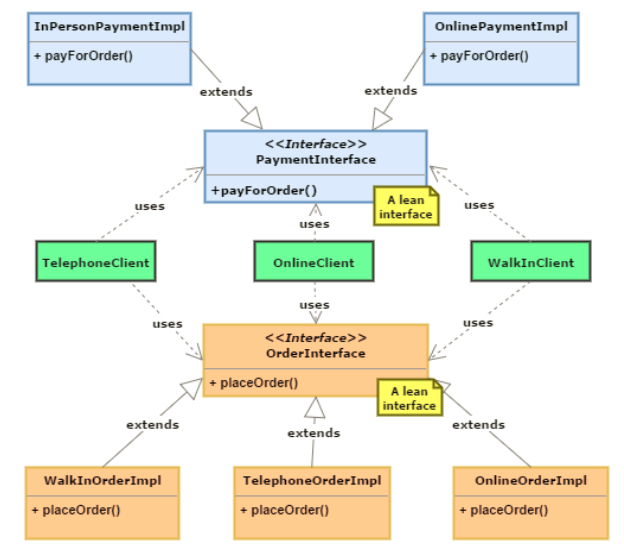 InPersonPaymentImpl
+ payForOrder()
OnlinePaymentImpl
+ payForOrder()
extends
extends
<<Interface>>
PaymentInterface
+payForOrder()
A lean
interface
uses
uses
uses
TelephoneClient
OnlineClient
WalkInClient
uses
uses
uses
<<Interface>>
OrderInterface
+ placeOrder()
A lean
interface
extends
extends
extends
WalkInOrderImpl
+ placeOrder()
TelephoneOrderImpl
+ placeOrder()
OnlineOrderImpl
+ placeOrder()